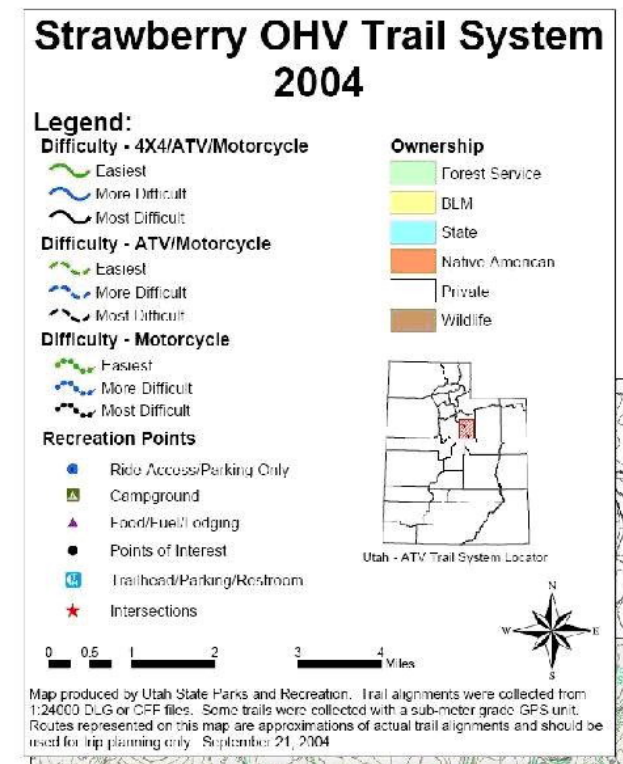 Strawberry OHV Trail System
2004
Legend:
Difficulty - 4X4/ATV/Motorcycle
Easiest
More Difficult
Most Difficult
Difficulty - ATV/Motorcycle
Easiest
More Difficult
Most Difficult
Difficulty - Motorcycle
Easiest
More Difficult
Most Difficult
Recreation Points
Ride Access/Parking Only
Campground
Food/Fuel/Lodging
Points of Interest
Trailhead/Parking/Restroom
Intersections
Ownership
Forest Service
BLM
State
Native American
Private
Wildlife
Utah - ATV Trail System Locator
N
W E
S
0 0.5 1 2 3 4
Miles
Map produced by Utah State Parks and Recreation. Trail alignments were collected from
1:24000 DLG or CFF files. Some trails were collected with a sub-meter grade GPS unit.
Routes represented on this map are approximations of actual trail alignments and should be
used for trip planning only. September 21, 2004